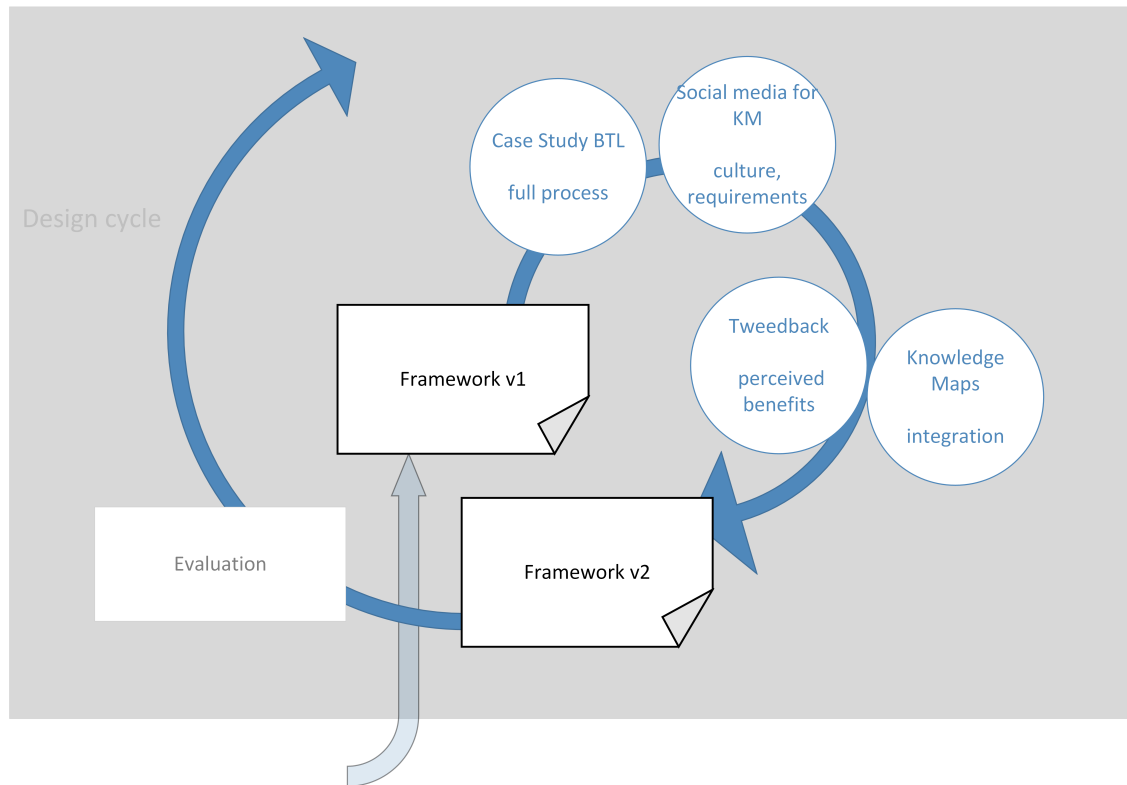 Social media for
KM
culture,
requirements
Case Study BTL
full process
Design cycle
Tweedback
perceived
benefits
Knowledge
Maps
integration
Framework v1
Evaluation
Framework v2